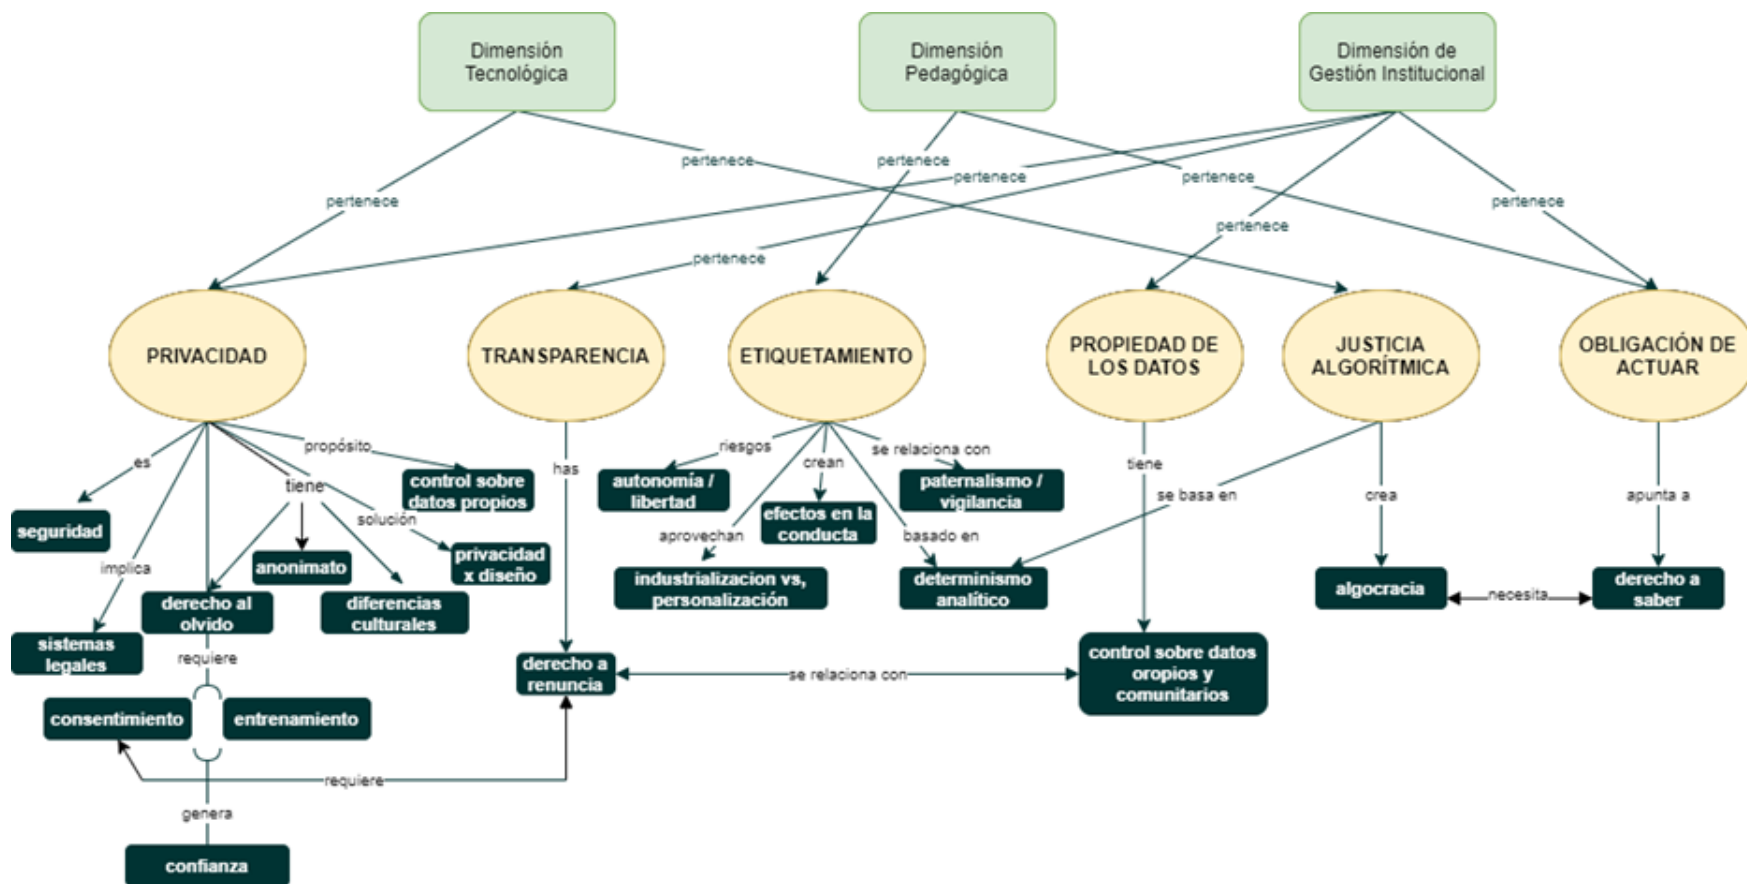 Dimensión
Tecnológica
Dimensión
Pedagógica
Dimensión de
Gestión Institucional
pertenece
pertenece
pertenece
pertenece
pertenece
pertenece
pertenece
pertenece
PRIVACIDAD
TRANSPARENCIA
ETIQUETAMIENTO
PROPIEDAD DE
LOS DATOS
JUSTICIA
ALGORÍTMICA
OBLIGACIÓN DE
ACTUAR
es
propósito
tiene
solución
implica
has
riesgos
crean
se relaciona con
aprovechan
basado en
tiene
se basa en
crea
apunta a
seguridad
control sobre
datos propios
anonimato
privacidad
x diseño
derecho al
olvido
diferencias
culturales
sistemas
legales
autonomía /
libertad
efectos en la
conducta
paternalismo /
vigilancia
industrializacion vs,
personalización
determinismo
analítico
algocracia
necesita
derecho a
saber
requiere
derecho a
renuncia
se relaciona con
control sobre datos
oropios y
comunitarios
consentimiento
entrenamiento
requiere
genera
confianza